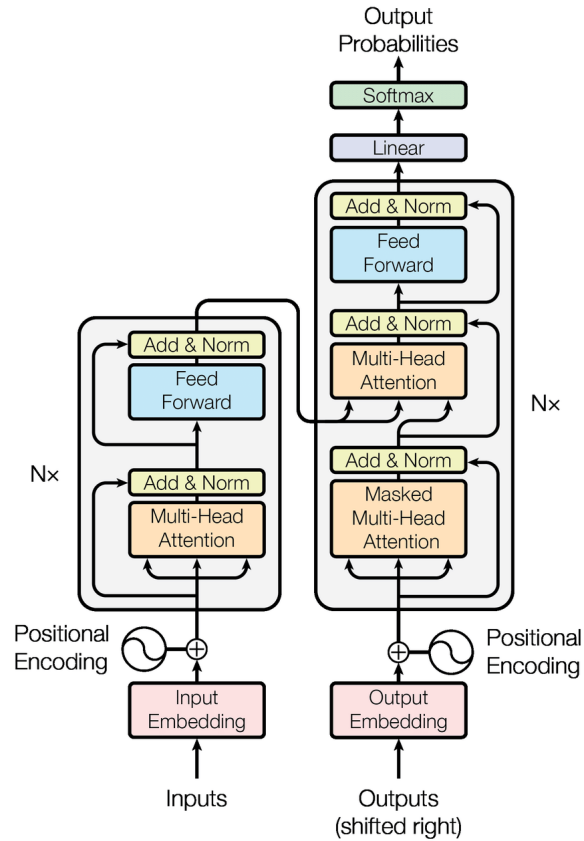 Output
Probabilities
Softmax
Linear
Add & Norm
Feed
Forward
Add & Norm
Multi-Head
Attention
Nx
Add & Norm
Masked
Multi-Head
Attention
Positional
Encoding
Output
Embedding
Outputs
(shifted right)
Add & Norm
Feed
Forward
Nx
Add & Norm
Multi-Head
Attention
Positional
Encoding
Input
Embedding
Inputs